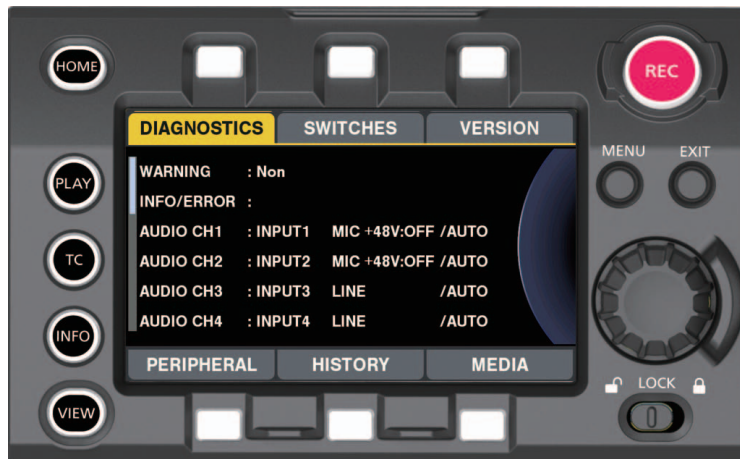 HOME
REC
DIAGNOSTICS SWITCHES VERSION
MENU EXIT
WARNING : Non
INFO/ERROR :
PLAY
AUDIO CH1 : INPUT1 MIC +48V:OFF /AUTO
AUDIO CH2 : INPUT2 MIC +48V:OFF /AUTO
TC
AUDIO CH3 : INPUT3 LINE /AUTO
AUDIO CH4 : INPUT4 LINE /AUTO
INFO
PERIPHERAL HISTORY MEDIA
LOCK
VIEW